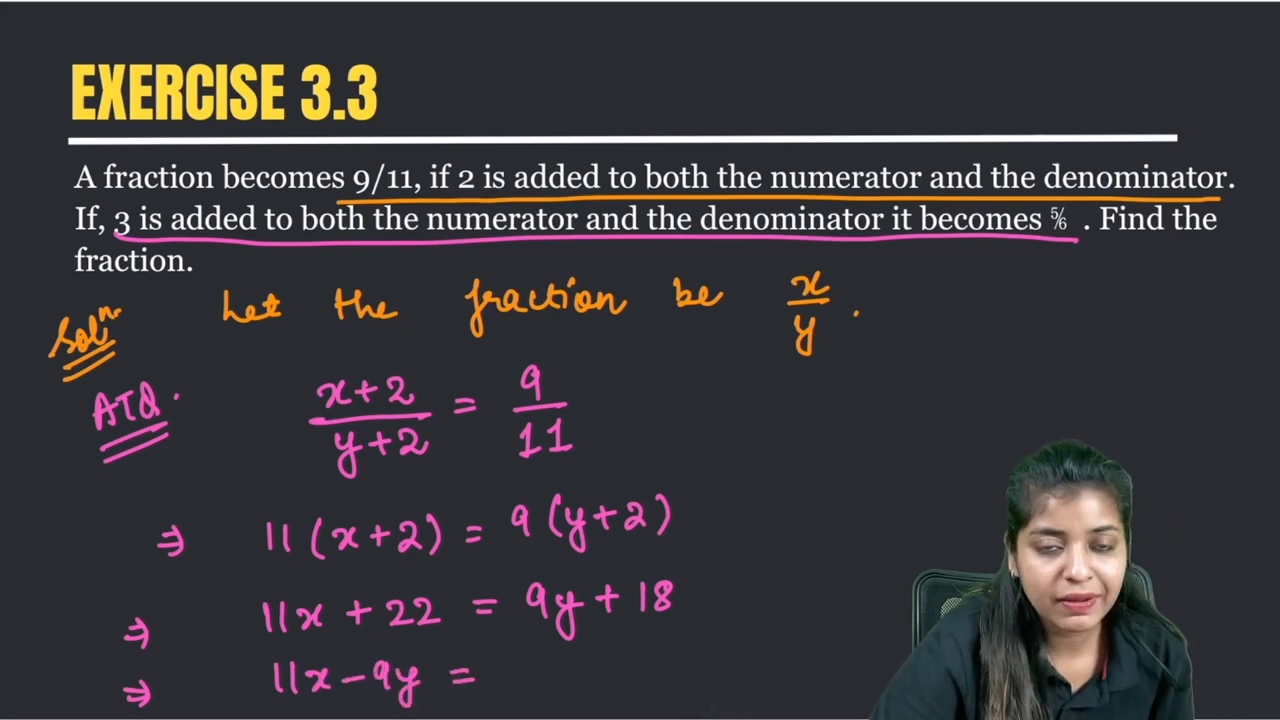 EXERCISE 3.3
A fraction becomes 9/11, if 2 is added to both the numerator and the denominator.
If, 3 is added to both the numerator and the denominator it becomes ⅚ . Find the
fraction.
Solⁿ Let the fraction be x/y .
ATQ. (x+2)/(y+2) = 9/11
⇒ 11(x+2) = 9(y+2)
⇒ 11x + 22 = 9y + 18
⇒ 11x - 9y =